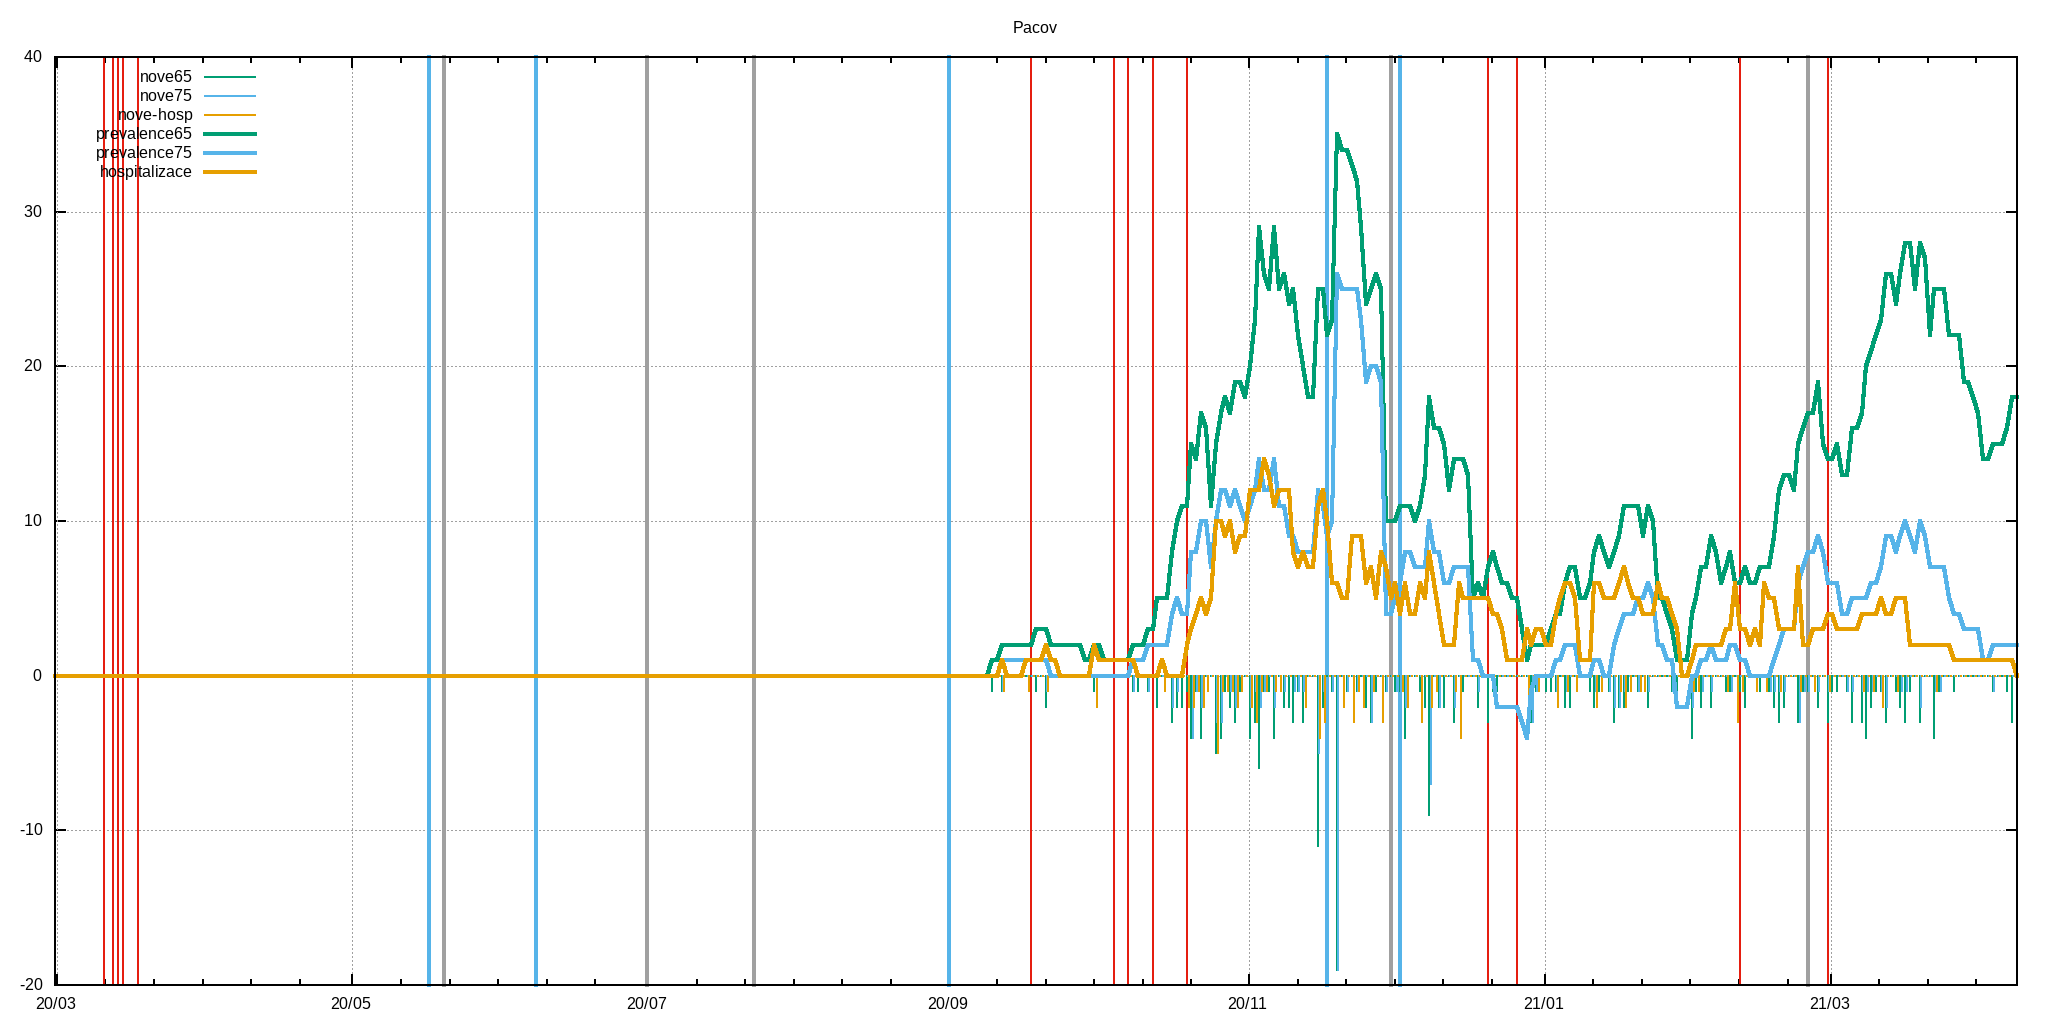 Pacov
40
30
20
10
0
-10
-20
nove65
nove75
nove-hosp
prevalence65
prevalence75
hospitalizace
20/03 20/05 20/07 20/09 20/11 21/01 21/03